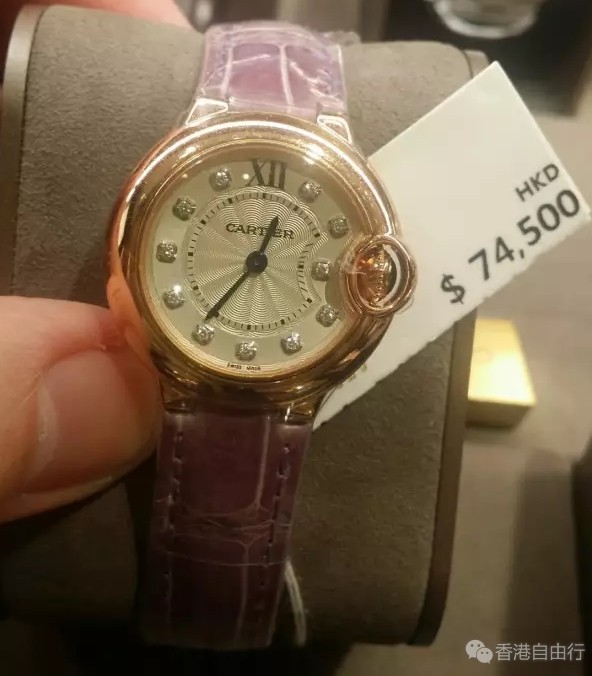 XII
CARTIER
SWISS MADE
HKD
$ 74,500
香港自由行